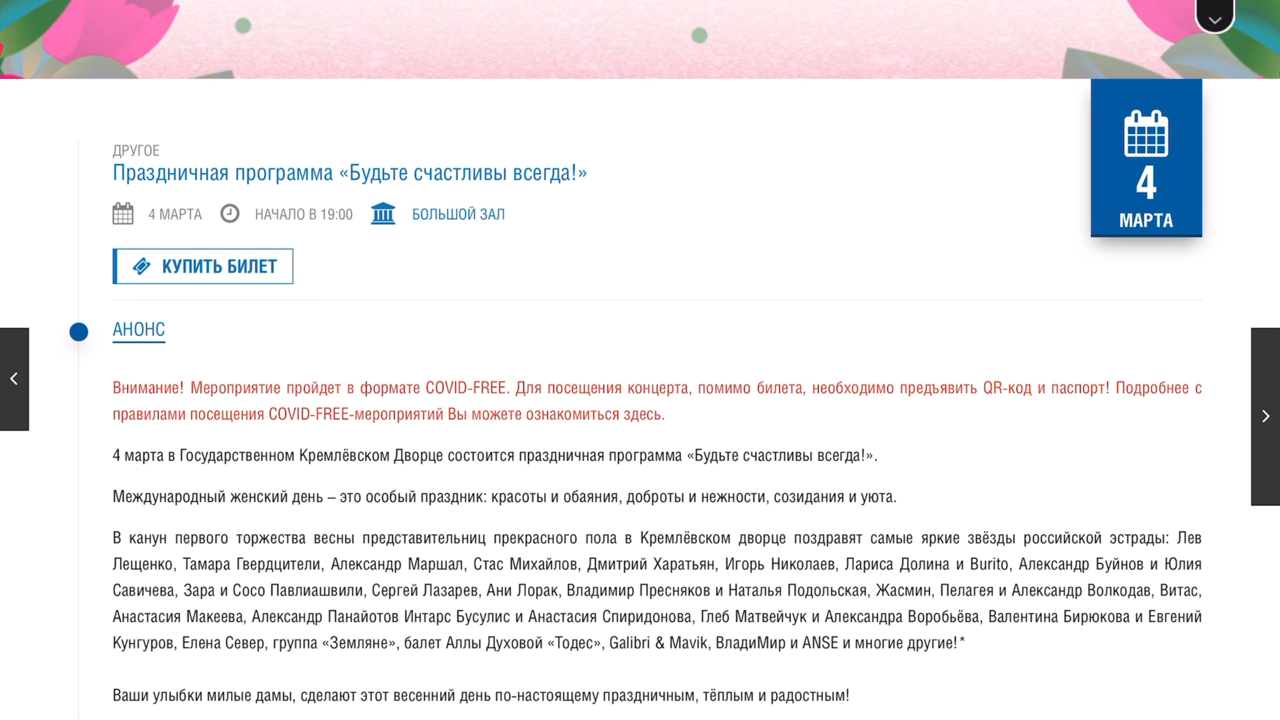 ДРУГОЕ
Праздничная программа «Будьте счастливы всегда!»
4 МАРТА НАЧАЛО В 19:00 БОЛЬШОЙ ЗАЛ
4
МАРТА
КУПИТЬ БИЛЕТ
АНОНС
Внимание! Мероприятие пройдет в формате COVID-FREE. Для посещения концерта, помимо билета, необходимо предъявить QR-код и паспорт! Подробнее с
правилами посещения COVID-FREE-мероприятий Вы можете ознакомиться здесь.
4 марта в Государственном Кремлёвском Дворце состоится праздничная программа «Будьте счастливы всегда!».
Международный женский день – это особый праздник: красоты и обаяния, доброты и нежности, созидания и уюта.
В канун первого торжества весны представительниц прекрасного пола в Кремлёвском дворце поздравят самые яркие звёзды российской эстрады: Лев
Лещенко, Тамара Гвердцители, Александр Маршал, Стас Михайлов, Дмитрий Харатьян, Игорь Николаев, Лариса Долина и Burito, Александр Буйнов и Юлия
Савичева, Зара и Сосо Павлиашвили, Сергей Лазарев, Ани Лорак, Владимир Пресняков и Наталья Подольская, Жасмин, Пелагея и Александр Волкодав, Витас,
Анастасия Макеева, Александр Панайотов Интарс Бусулис и Анастасия Спиридонова, Глеб Матвейчук и Александра Воробьёва, Валентина Бирюкова и Евгений
Кунгуров, Елена Север, группа «Земляне», балет Аллы Духовой «Тодес», Galibri & Mavik, ВладиМир и ANSE и многие другие!*
Ваши улыбки милые дамы, сделают этот весенний день по-настоящему праздничным, тёплым и радостным!